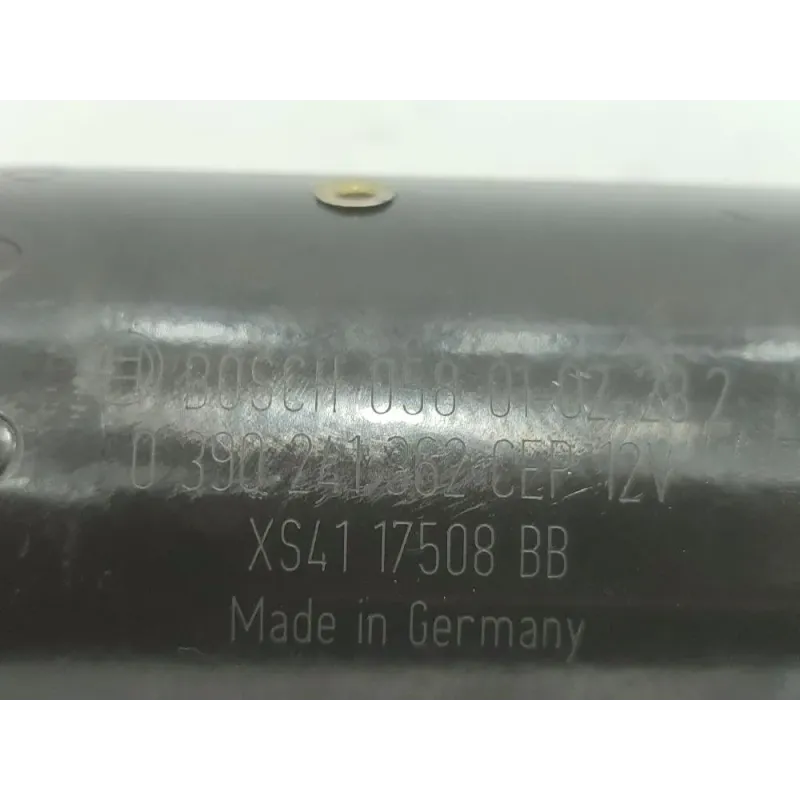 BOSCH 058 01 02 28 2
0 390 241 362 CEP 12V
XS41 17508 BB
Made in Germany